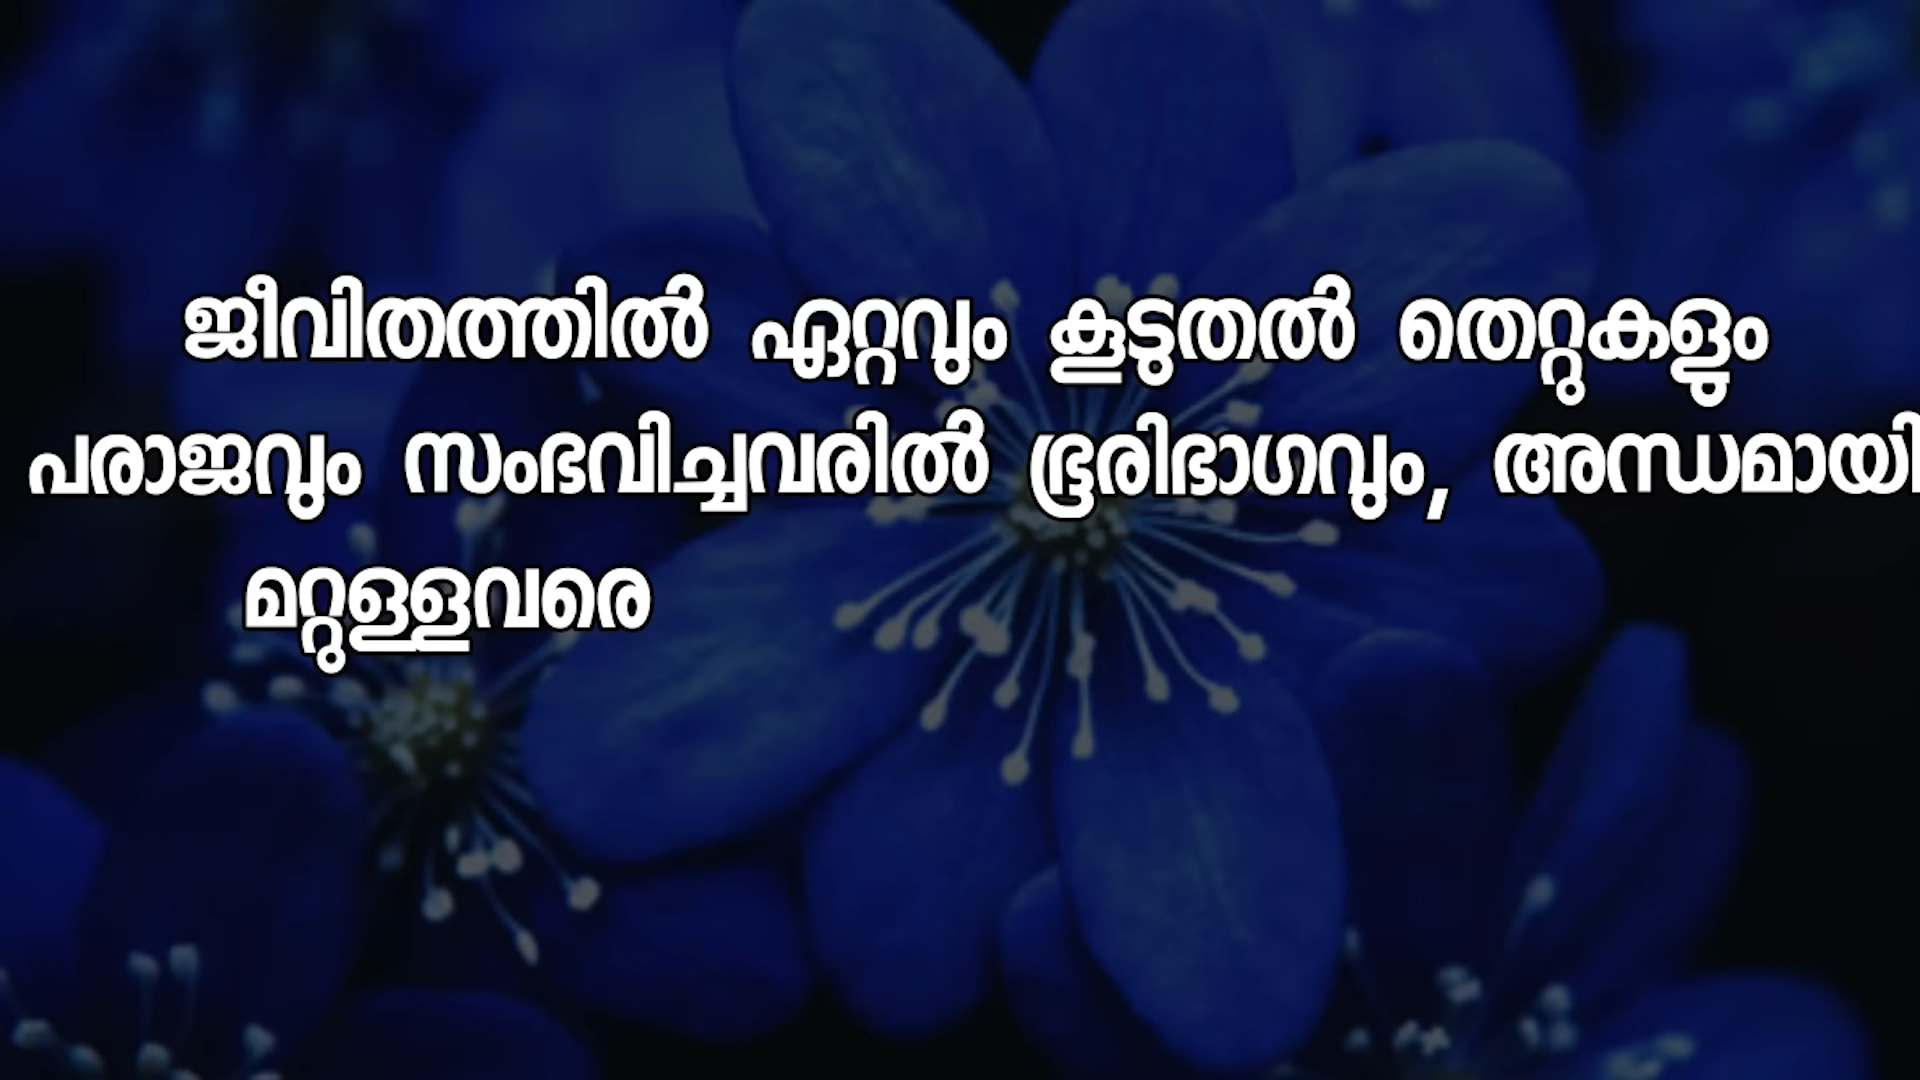 ജീവിതത്തിൽ ഏറ്റവും കൂടുതൽ തെറ്റുകളും
പരാജവും സംഭവിച്ചവരിൽ ഭൂരിഭാഗവും, അന്ധമായി
മറ്റുള്ളവരെ